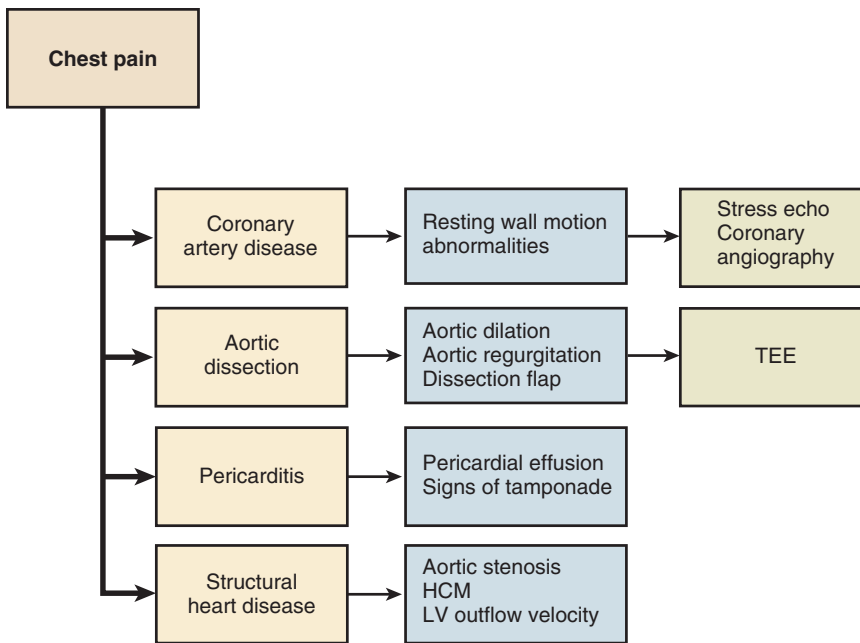 Chest pain
Coronary
artery disease
Resting wall motion
abnormalities
Stress echo
Coronary
angiography
Aortic
dissection
Aortic dilation
Aortic regurgitation
Dissection flap
TEE
Pericarditis
Pericardial effusion
Signs of tamponade
Structural
heart disease
Aortic stenosis
HCM
LV outflow velocity